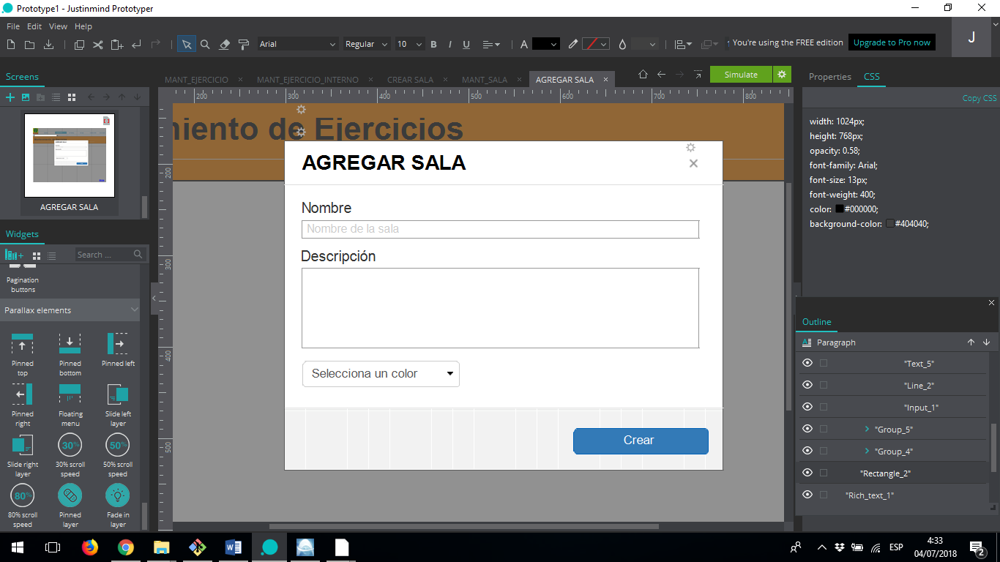 Prototype1 - Justinmind Prototyper
File Edit View Help
Arial Regular 10 B I U A
You're using the FREE edition Upgrade to Pro now J
Screens
MANT_EJERCICIO × MANT_EJERCICIO_INTERNO × CREAR SALA × MANT_SALA × AGREGAR SALA ×
Simulate
Properties CSS
Copy CSS
200 300 400 500 600 700 800
width: 1024px;
height: 768px;
opacity: 0.58;
font-family: Arial;
font-size: 13px;
font-weight: 400;
color: #000000;
background-color: #404040;
AGREGAR SALA
Widgets
Search ...
Pagination
buttons
Parallax elements
Pinned
top
Pinned
bottom
Pinned left
Pinned
right
Floating
menu
Slide left
layer
30%
50%
Slide right
layer
30% scroll
speed
50% scroll
speed
80%
80% scroll
speed
Pinned
layer
Fade in
layer
200
300
400
500
miento de Ejercicios
AGREGAR SALA
×
Nombre
Nombre de la sala
Descripción
Selecciona un color
Crear
Outline
Paragraph
"Text_5"
"Line_2"
"Input_1"
"Group_5"
"Group_4"
"Rectangle_2"
"Rich_text_1"
ESP
4:33
04/07/2018
2